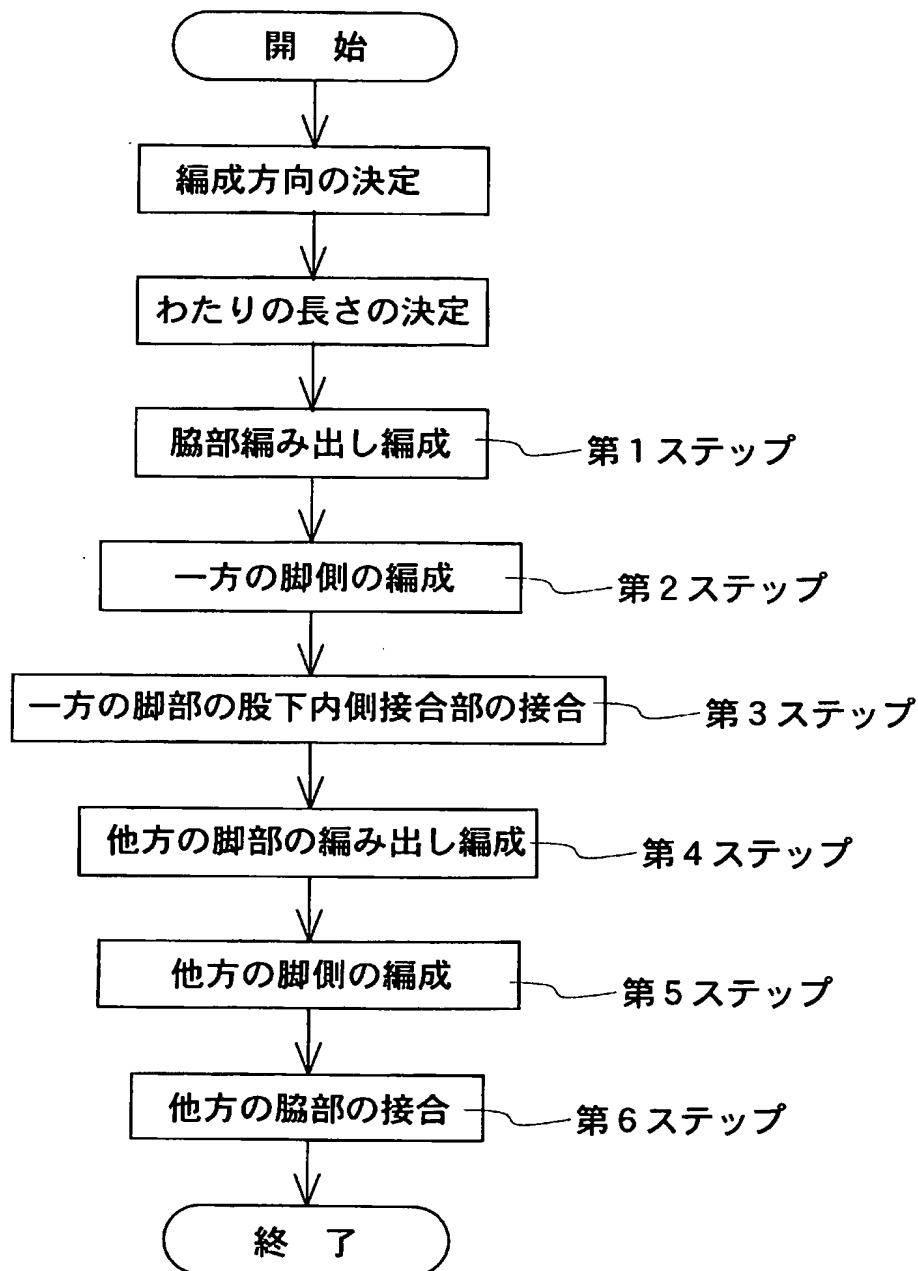 開 始
編成方向の決定
わたりの長さの決定
脇部編み出し編成
第1ステップ
一方の脚側の編成
第2ステップ
一方の脚部の股下内側接合部の接合
第3ステップ
他方の脚部の編み出し編成
第4ステップ
他方の脚側の編成
第5ステップ
他方の脇部の接合
第6ステップ
終 了